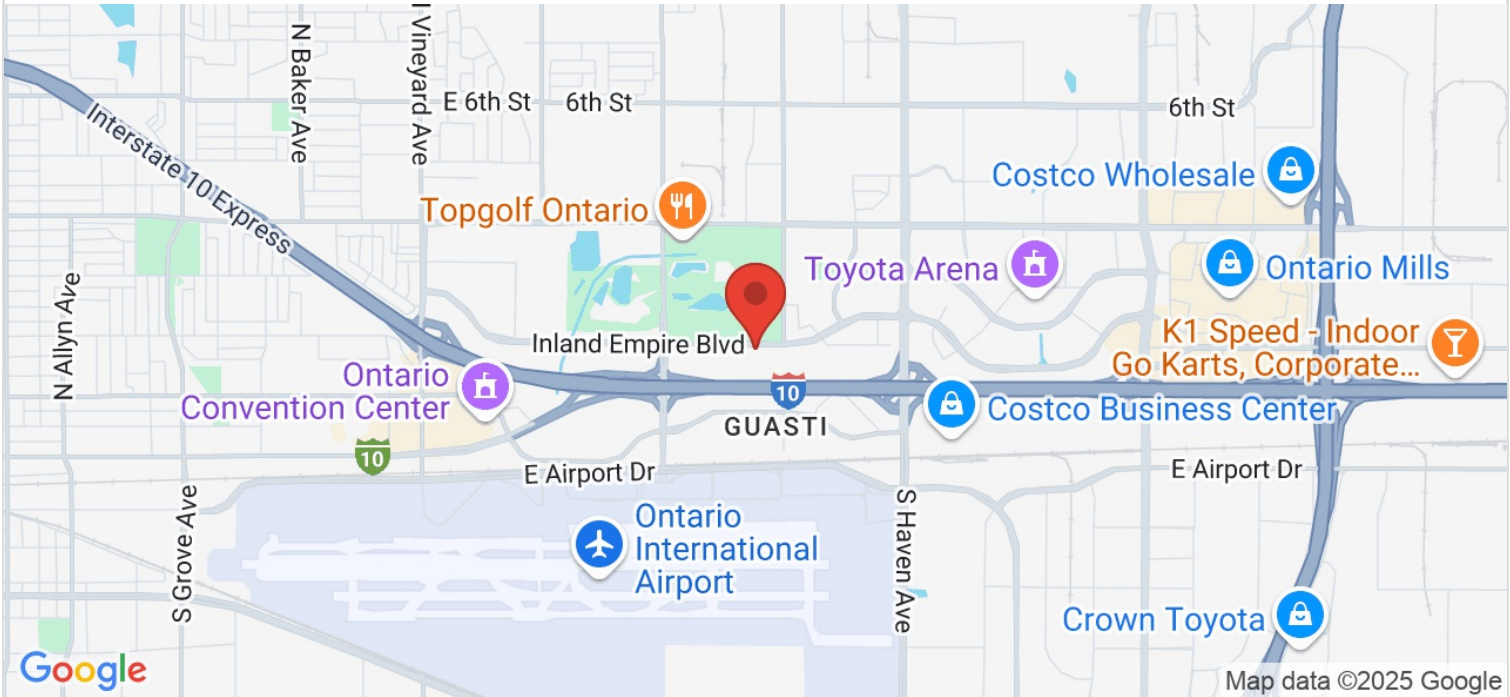 N Baker Ave
N Vineyard Ave
E 6th St
6th St
6th St
Interstate 10 Express
Costco Wholesale
Topgolf Ontario
Toyota Arena
Ontario Mills
N Allyn Ave
Inland Empire Blvd
K1 Speed - Indoor
Go Karts, Corporate...
Ontario
Convention Center
10
Costco Business Center
GUASTI
10
E Airport Dr
E Airport Dr
S Grove Ave
S Haven Ave
Ontario
International
Airport
Crown Toyota
Google
Map data ©2025 Google